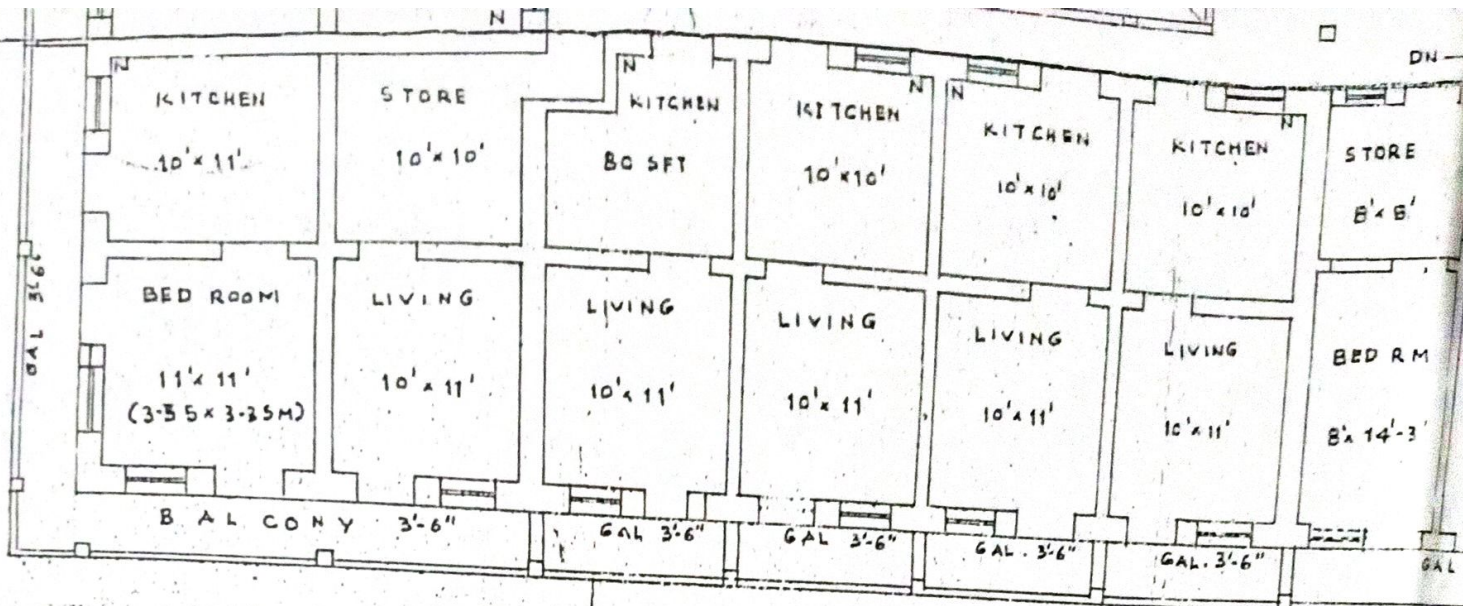 N
DN
N
KITCHEN
10' x 11'
STORE
10' x 10'
N
KITCHEN
80 SFT
KITCHEN
N
10' x 10'
N
KITCHEN
10' x 10'
KITCHEN
N
10' x 10'
STORE
8' x 8'
GAL 3'6"
BED ROOM
11' x 11'
(3-35 x 3-35M)
LIVING
10' x 11'
LIVING
10' x 11'
LIVING
10' x 11'
LIVING
10' x 11'
LIVING
10' x 11'
BED RM
8' x 14'-3"
BALCONY 3'-6"
GAL 3'-6"
GAL 3'-6"
GAL. 3'-6"
GAL. 3'-6"
GAL